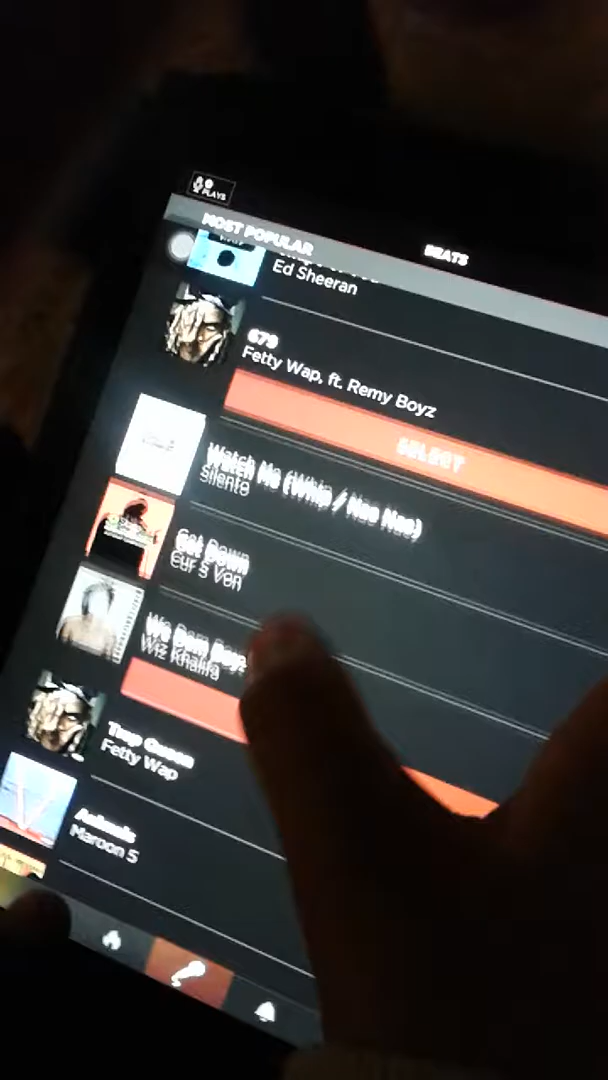 PLAYS
MOST POPULAR
BEATS
Ed Sheeran
679
Fetty Wap, ft. Remy Boyz
SELECT
Watch Me (Whip / Nae Nae)
Silento
Get Down
We Dem Boyz
Wiz Khalifa
Trap Queen
Fetty Wap
Animals
Maroon 5